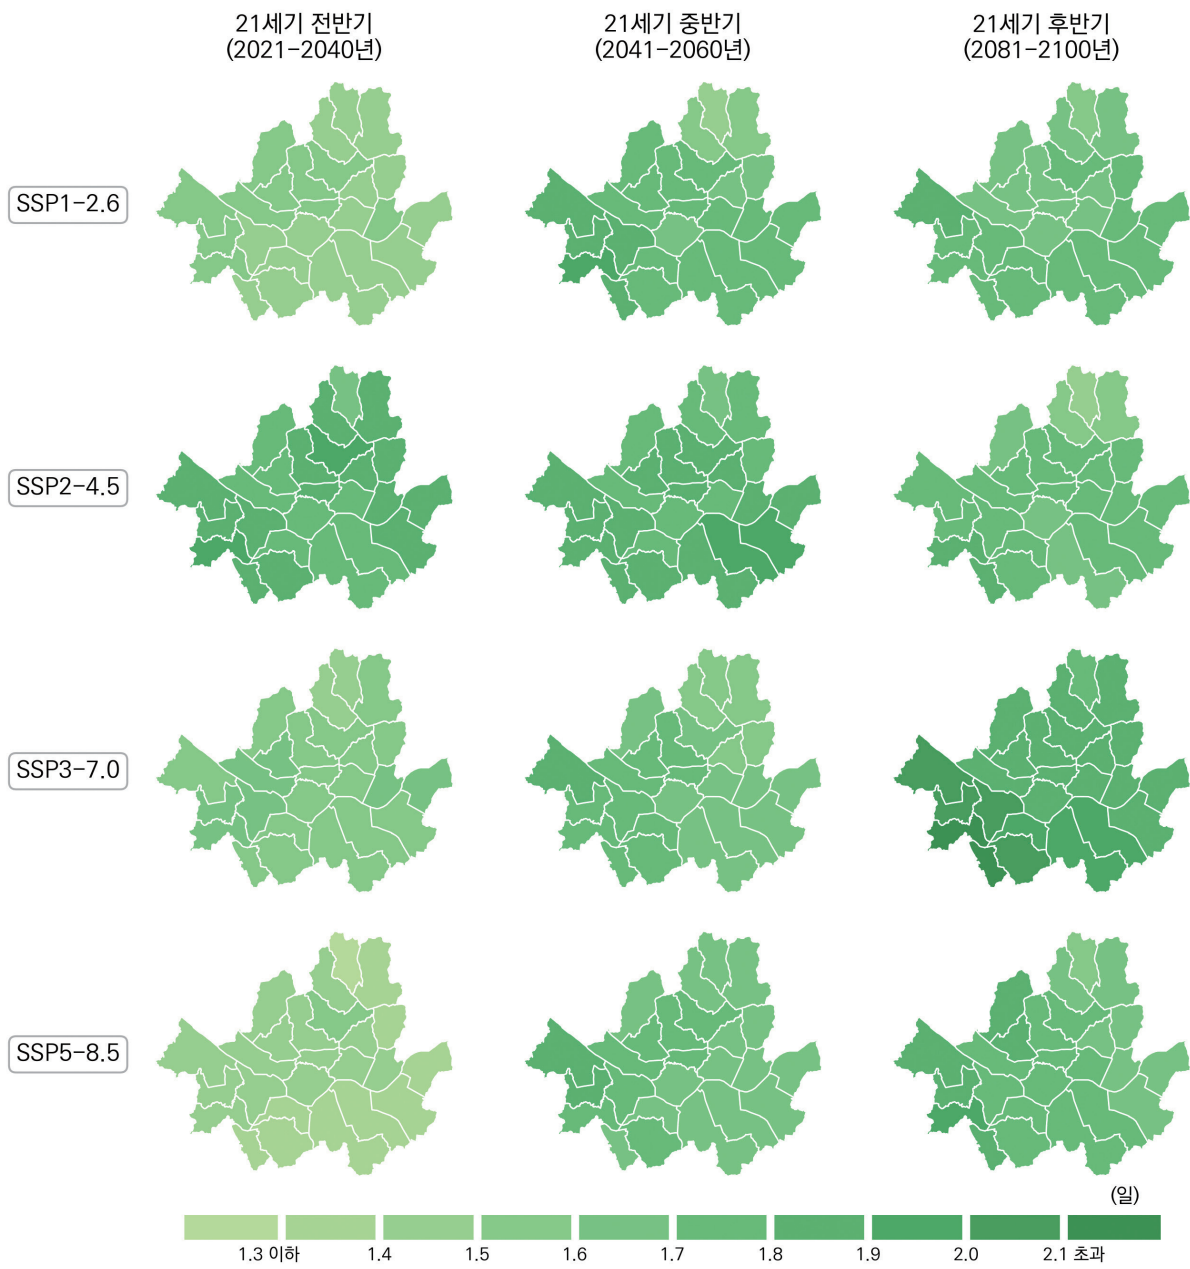 21세기 전반기
(2021-2040년)
21세기 중반기
(2041-2060년)
21세기 후반기
(2081-2100년)
SSP1-2.6
SSP2-4.5
SSP3-7.0
SSP5-8.5
(일)
1.3 이하 1.4 1.5 1.6 1.7 1.8 1.9 2.0 2.1 초과